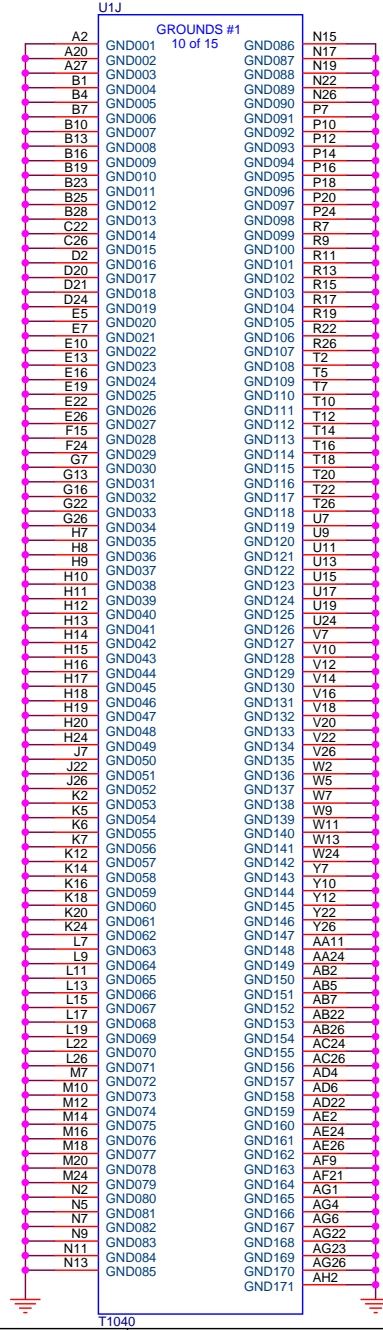 U1J
GROUNDS #1
10 of 15
A2 GND001 GND086 N15
A20 GND002 GND087 N17
A27 GND003 GND088 N19
B1 GND004 GND089 N22
B4 GND005 GND090 N26
B7 GND006 GND091 P7
B10 GND007 GND092 P10
B13 GND008 GND093 P12
B16 GND009 GND094 P14
B19 GND010 GND095 P16
B23 GND011 GND096 P18
B25 GND012 GND097 P20
B28 GND013 GND098 P24
C22 GND014 GND099 R7
C26 GND015 GND100 R9
D2 GND016 GND101 R11
D20 GND017 GND102 R13
D21 GND018 GND103 R15
D24 GND019 GND104 R17
E5 GND020 GND105 R19
E7 GND021 GND106 R22
E10 GND022 GND107 R26
E13 GND023 GND108 T2
E16 GND024 GND109 T5
E19 GND025 GND110 T7
E22 GND026 GND111 T10
E26 GND027 GND112 T12
F15 GND028 GND113 T14
F24 GND029 GND114 T16
G7 GND030 GND115 T18
G13 GND031 GND116 T20
G16 GND032 GND117 T22
G22 GND033 GND118 T26
G26 GND034 GND119 U7
H7 GND035 GND120 U9
H8 GND036 GND121 U11
H9 GND037 GND122 U13
H10 GND038 GND123 U15
H11 GND039 GND124 U17
H12 GND040 GND125 U19
H13 GND041 GND126 U24
H14 GND042 GND127 V7
H15 GND043 GND128 V10
H16 GND044 GND129 V12
H17 GND045 GND130 V14
H18 GND046 GND131 V16
H19 GND047 GND132 V18
H20 GND048 GND133 V20
H24 GND049 GND134 V22
J7 GND050 GND135 V26
J22 GND051 GND136 W2
J26 GND052 GND137 W5
K2 GND053 GND138 W7
K5 GND054 GND139 W9
K6 GND055 GND140 W11
K7 GND056 GND141 W13
K12 GND057 GND142 W24
K14 GND058 GND143 Y7
K16 GND059 GND144 Y10
K18 GND060 GND145 Y12
K20 GND061 GND146 Y22
K24 GND062 GND147 Y26
L7 GND063 GND148 AA11
L9 GND064 GND149 AA24
L11 GND065 GND150 AB2
L13 GND066 GND151 AB5
L15 GND067 GND152 AB7
L17 GND068 GND153 AB22
L19 GND069 GND154 AB26
L22 GND070 GND155 AC24
L26 GND071 GND156 AC26
M7 GND072 GND157 AD4
M10 GND073 GND158 AD6
M12 GND074 GND159 AD22
M14 GND075 GND160 AE2
M16 GND076 GND161 AE24
M18 GND077 GND162 AE26
M20 GND078 GND163 AF9
M24 GND079 GND164 AF21
N2 GND080 GND165 AG1
N5 GND081 GND166 AG4
N7 GND082 GND167 AG6
N9 GND083 GND168 AG22
N11 GND084 GND169 AG23
N13 GND085 GND170 AG26
GND171 AH2
T1040